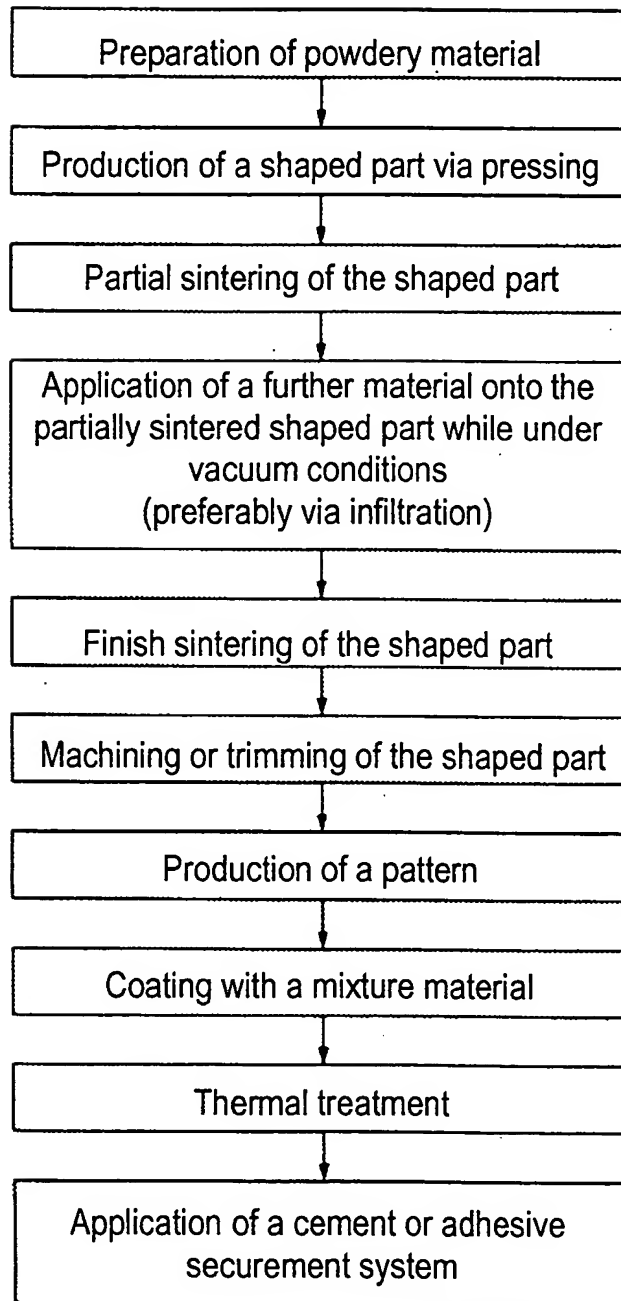 Preparation of powdery material
Production of a shaped part via pressing
Partial sintering of the shaped part
Application of a further material onto the
partially sintered shaped part while under
vacuum conditions
(preferably via infiltration)
Finish sintering of the shaped part
Machining or trimming of the shaped part
Production of a pattern
Coating with a mixture material
Thermal treatment
Application of a cement or adhesive
securement system